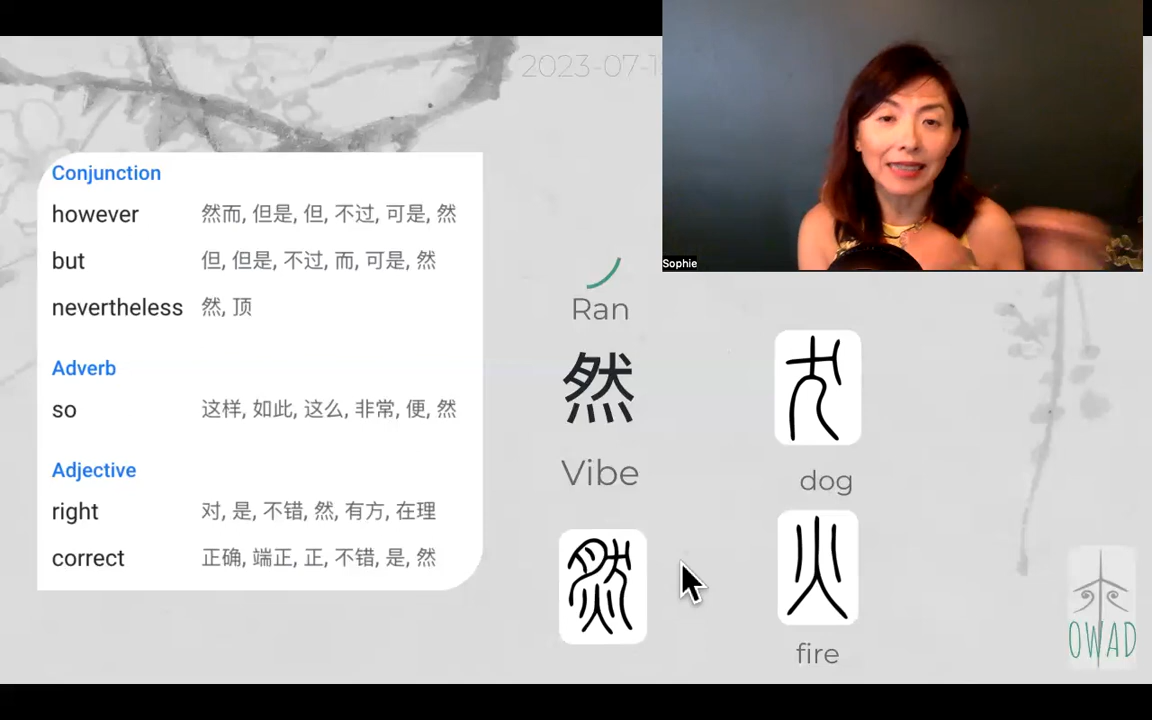 2023-07-1
Sophie
Conjunction
however 然而, 但是, 但, 不过, 可是, 然
but 但, 但是, 不过, 而, 可是, 然
nevertheless 然, 顶
Adverb
so 这样, 如此, 这么, 非常, 便, 然
Adjective
right 对, 是, 不错, 然, 有方, 在理
correct 正确, 端正, 正, 不错, 是, 然
Ran
然
Vibe
然
犬
dog
火
fire
OWAD